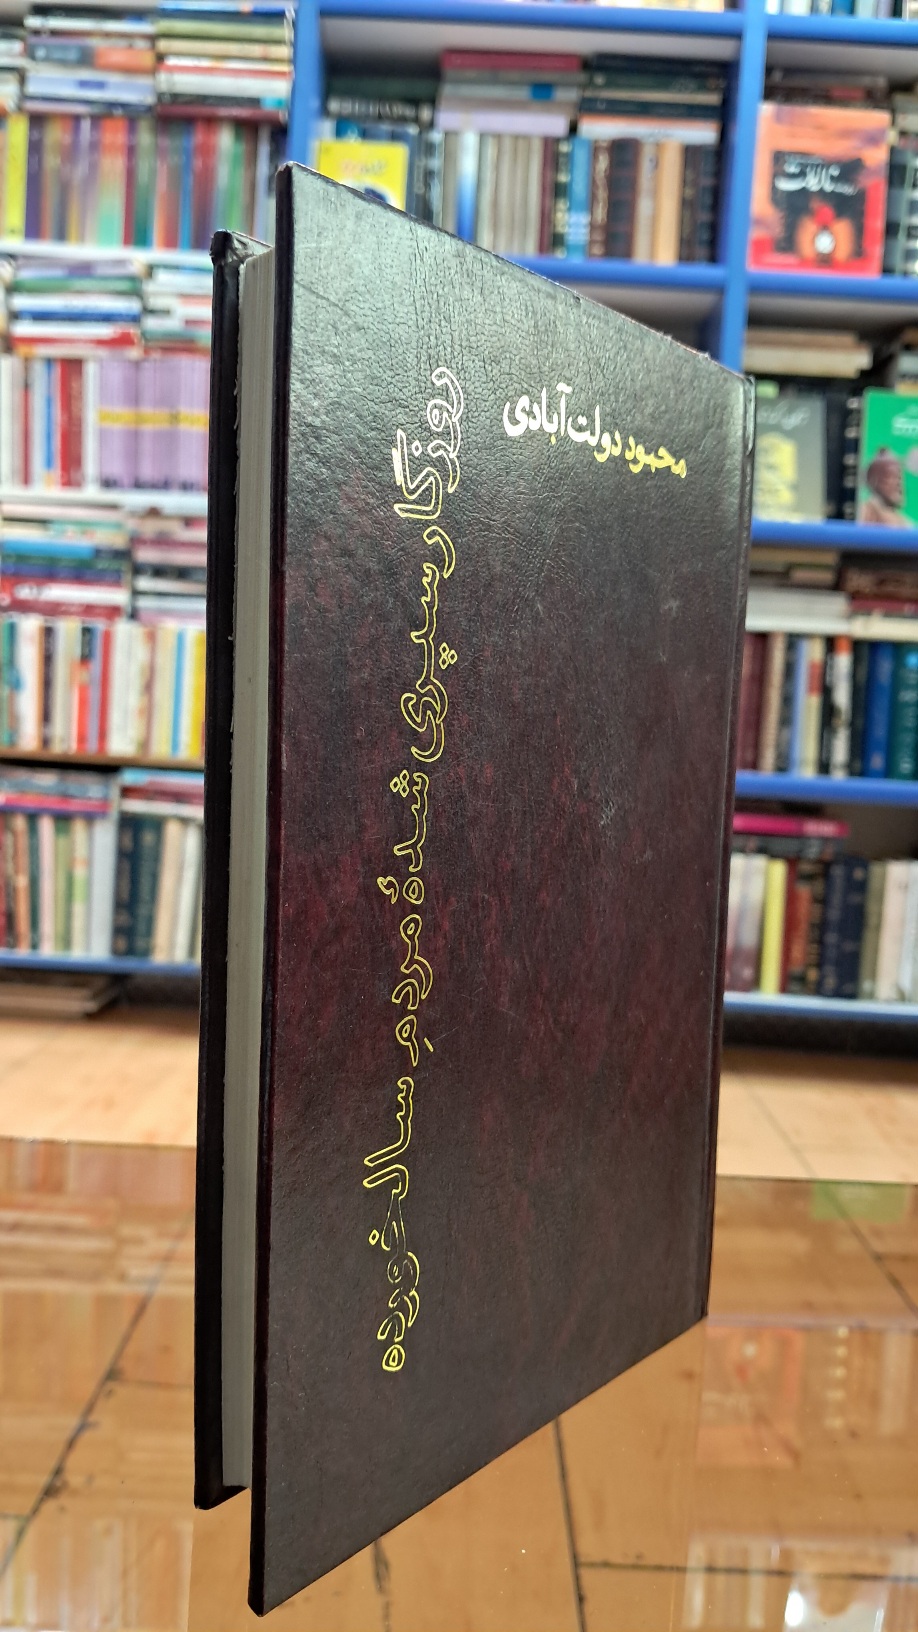 محمود دولت‌آبادی
روزگار سپری شدهٔ مردمِ سالخورده